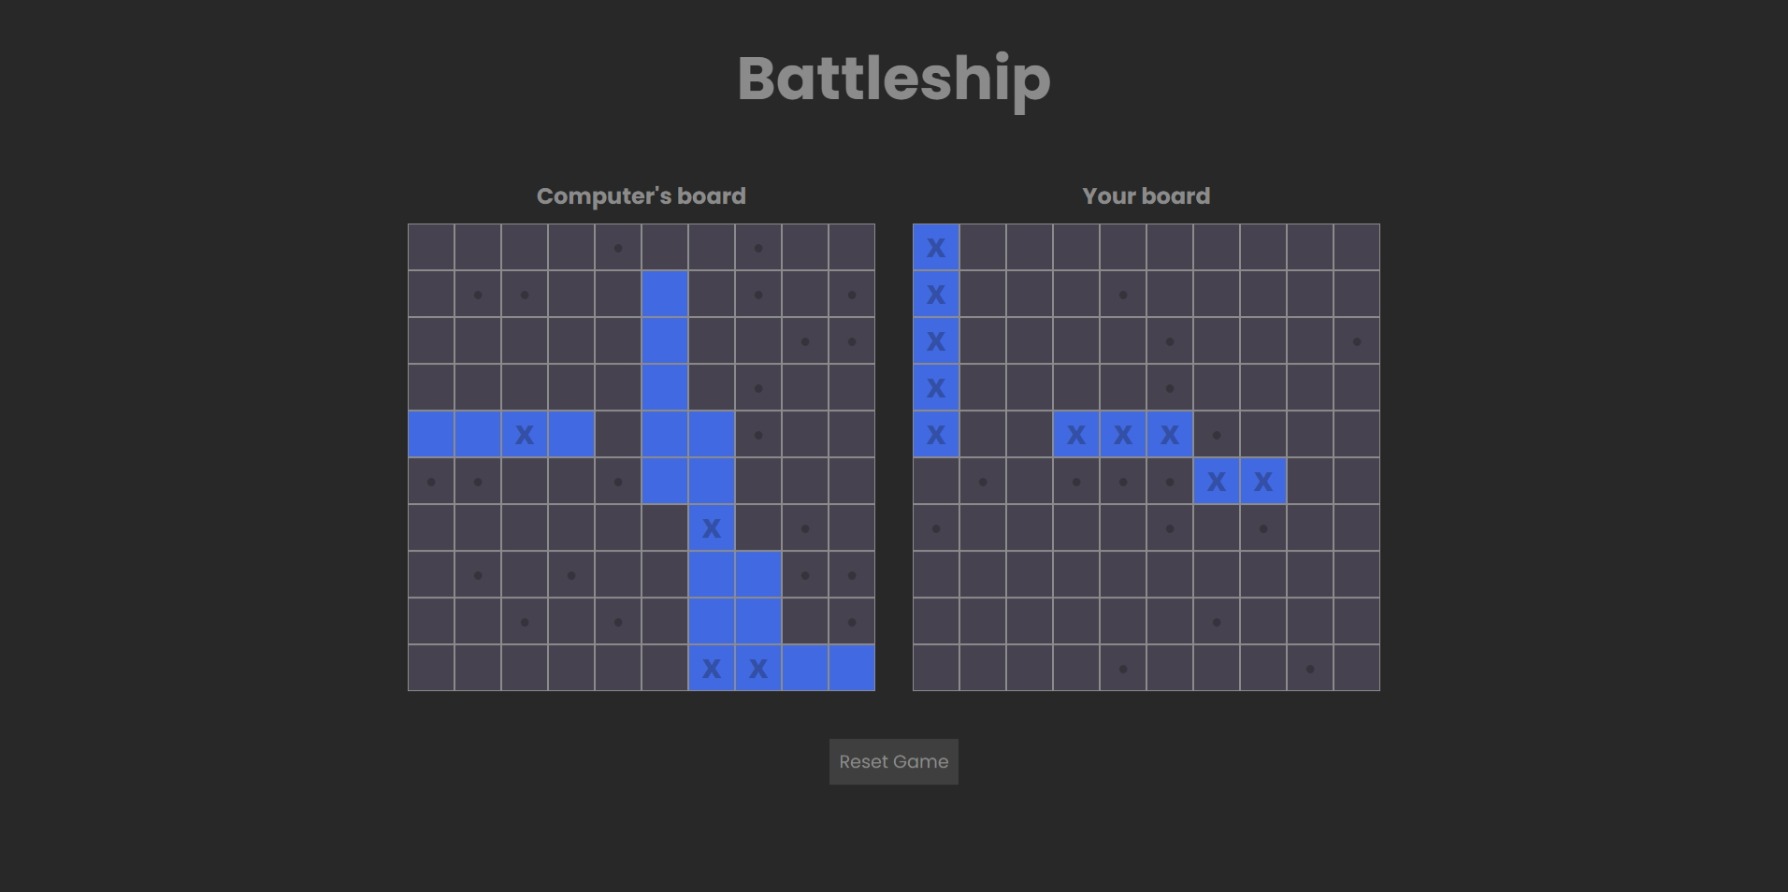 Battleship
Computer's board
Your board
X
X
X
X
X X X X X
X X
X
X X
Reset Game